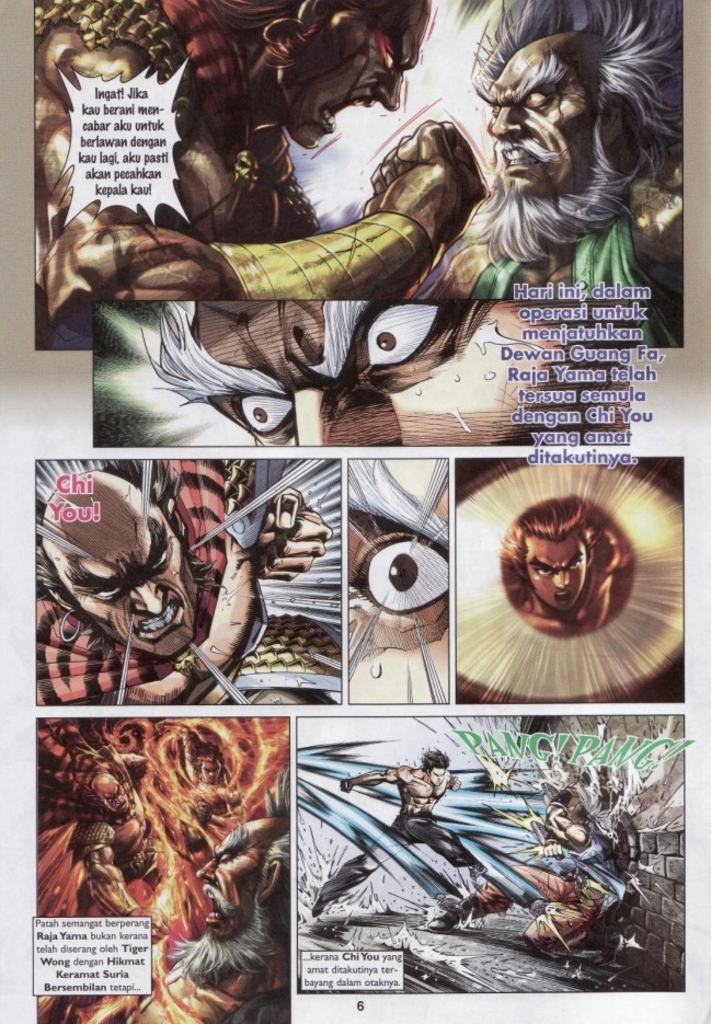 Ingat! Jika
kau berani men-
cabar aku untuk
berlawan dengan
kau lagi, aku pasti
akan pecahkan
kepala kau!
Hari ini, dalam
operasi untuk
menjatuhkan
Dewan Guang Fa,
Raja Yama telah
tersua semula
dengan Chi You
yang amat
ditakutinya.
Chi
You!
PANG! PANG!
Patah semangat berperang
Raja Yama bukan kerana
telah diserang oleh Tiger
Wong dengan Hikmat
Keramat Suria
Bersembilan tetapi...
...kerana Chi You yang
amat ditakutinya ter-
bayang dalam otaknya.
6